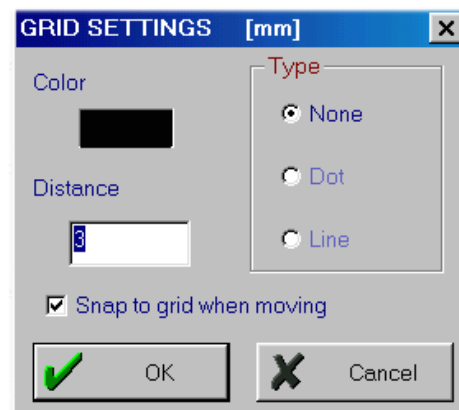 GRID SETTINGS [mm]
Color
Type
None
Distance
Dot
3
Line
Snap to grid when moving
OK
Cancel